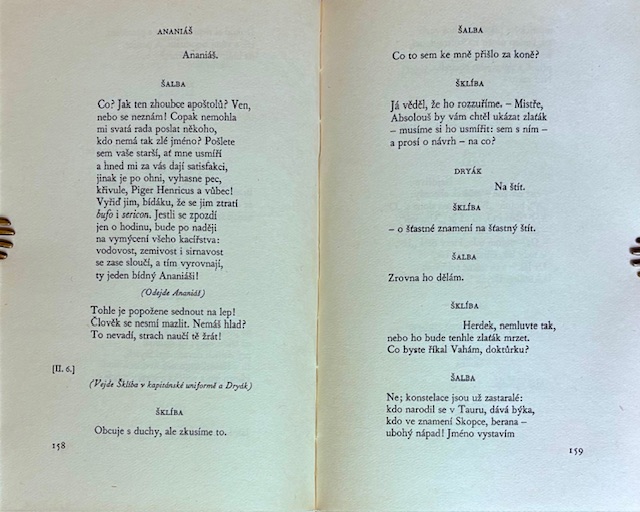 ANANIÁŠ
Ananiáš.
ŠALBA
Co? Jak ten zhoubce apoštolů? Ven,
nebo se neznám! Copak nemohla
mi svatá rada poslat někoho,
kdo nemá tak zlé jméno? Pošlete
sem vaše starší, ať mne usmíří
a hned mi za vás dají satisfakci,
jinak je po ohni, vyhasne pec,
křivule, Piger Henricus a vůbec!
Vyřiď jim, bídáku, že se jim ztratí
bufo i sericon. Jestli se zpozdí
jen o hodinu, bude po naději
na vymýcení všeho kacířstva:
vodovost, zemivost i sirnavost
se zase sloučí, a tím vyrovnají,
ty jeden bídný Ananiáši!
(Odejde Ananiáš)
Tohle je popožene sednout na lep!
Člověk se nesmí mazlit. Nemáš hlad?
To nevadí, strach naučí tě žrát!
[II. 6.]
(Vejde Šklíba v kapitánské uniformě a Dryák)
ŠKLÍBA
Obcuje s duchy, ale zkusíme to.
158
ŠALBA
Co to sem ke mně přišlo za koně?
ŠKLÍBA
Já věděl, že ho rozzuříme. – Mistře,
Absolouš by vám chtěl ukázat zlaťák
– musíme si ho usmířit: sem s ním –
a prosí o návrh – na co?
DRYÁK
Na štít.
ŠKLÍBA
– o šťastné znamení na šťastný štít.
ŠALBA
Zrovna ho dělám.
ŠKLÍBA
Herdek, nemluvte tak,
nebo ho bude tenhle zlaťák mrzet.
Co byste říkal Vahám, doktůrku?
ŠALBA
Ne; konstelace jsou už zastaralé:
kdo narodil se v Tauru, dává býka,
kdo ve znamení Skopce, berana –
ubohý nápad! Jméno vystavím
159